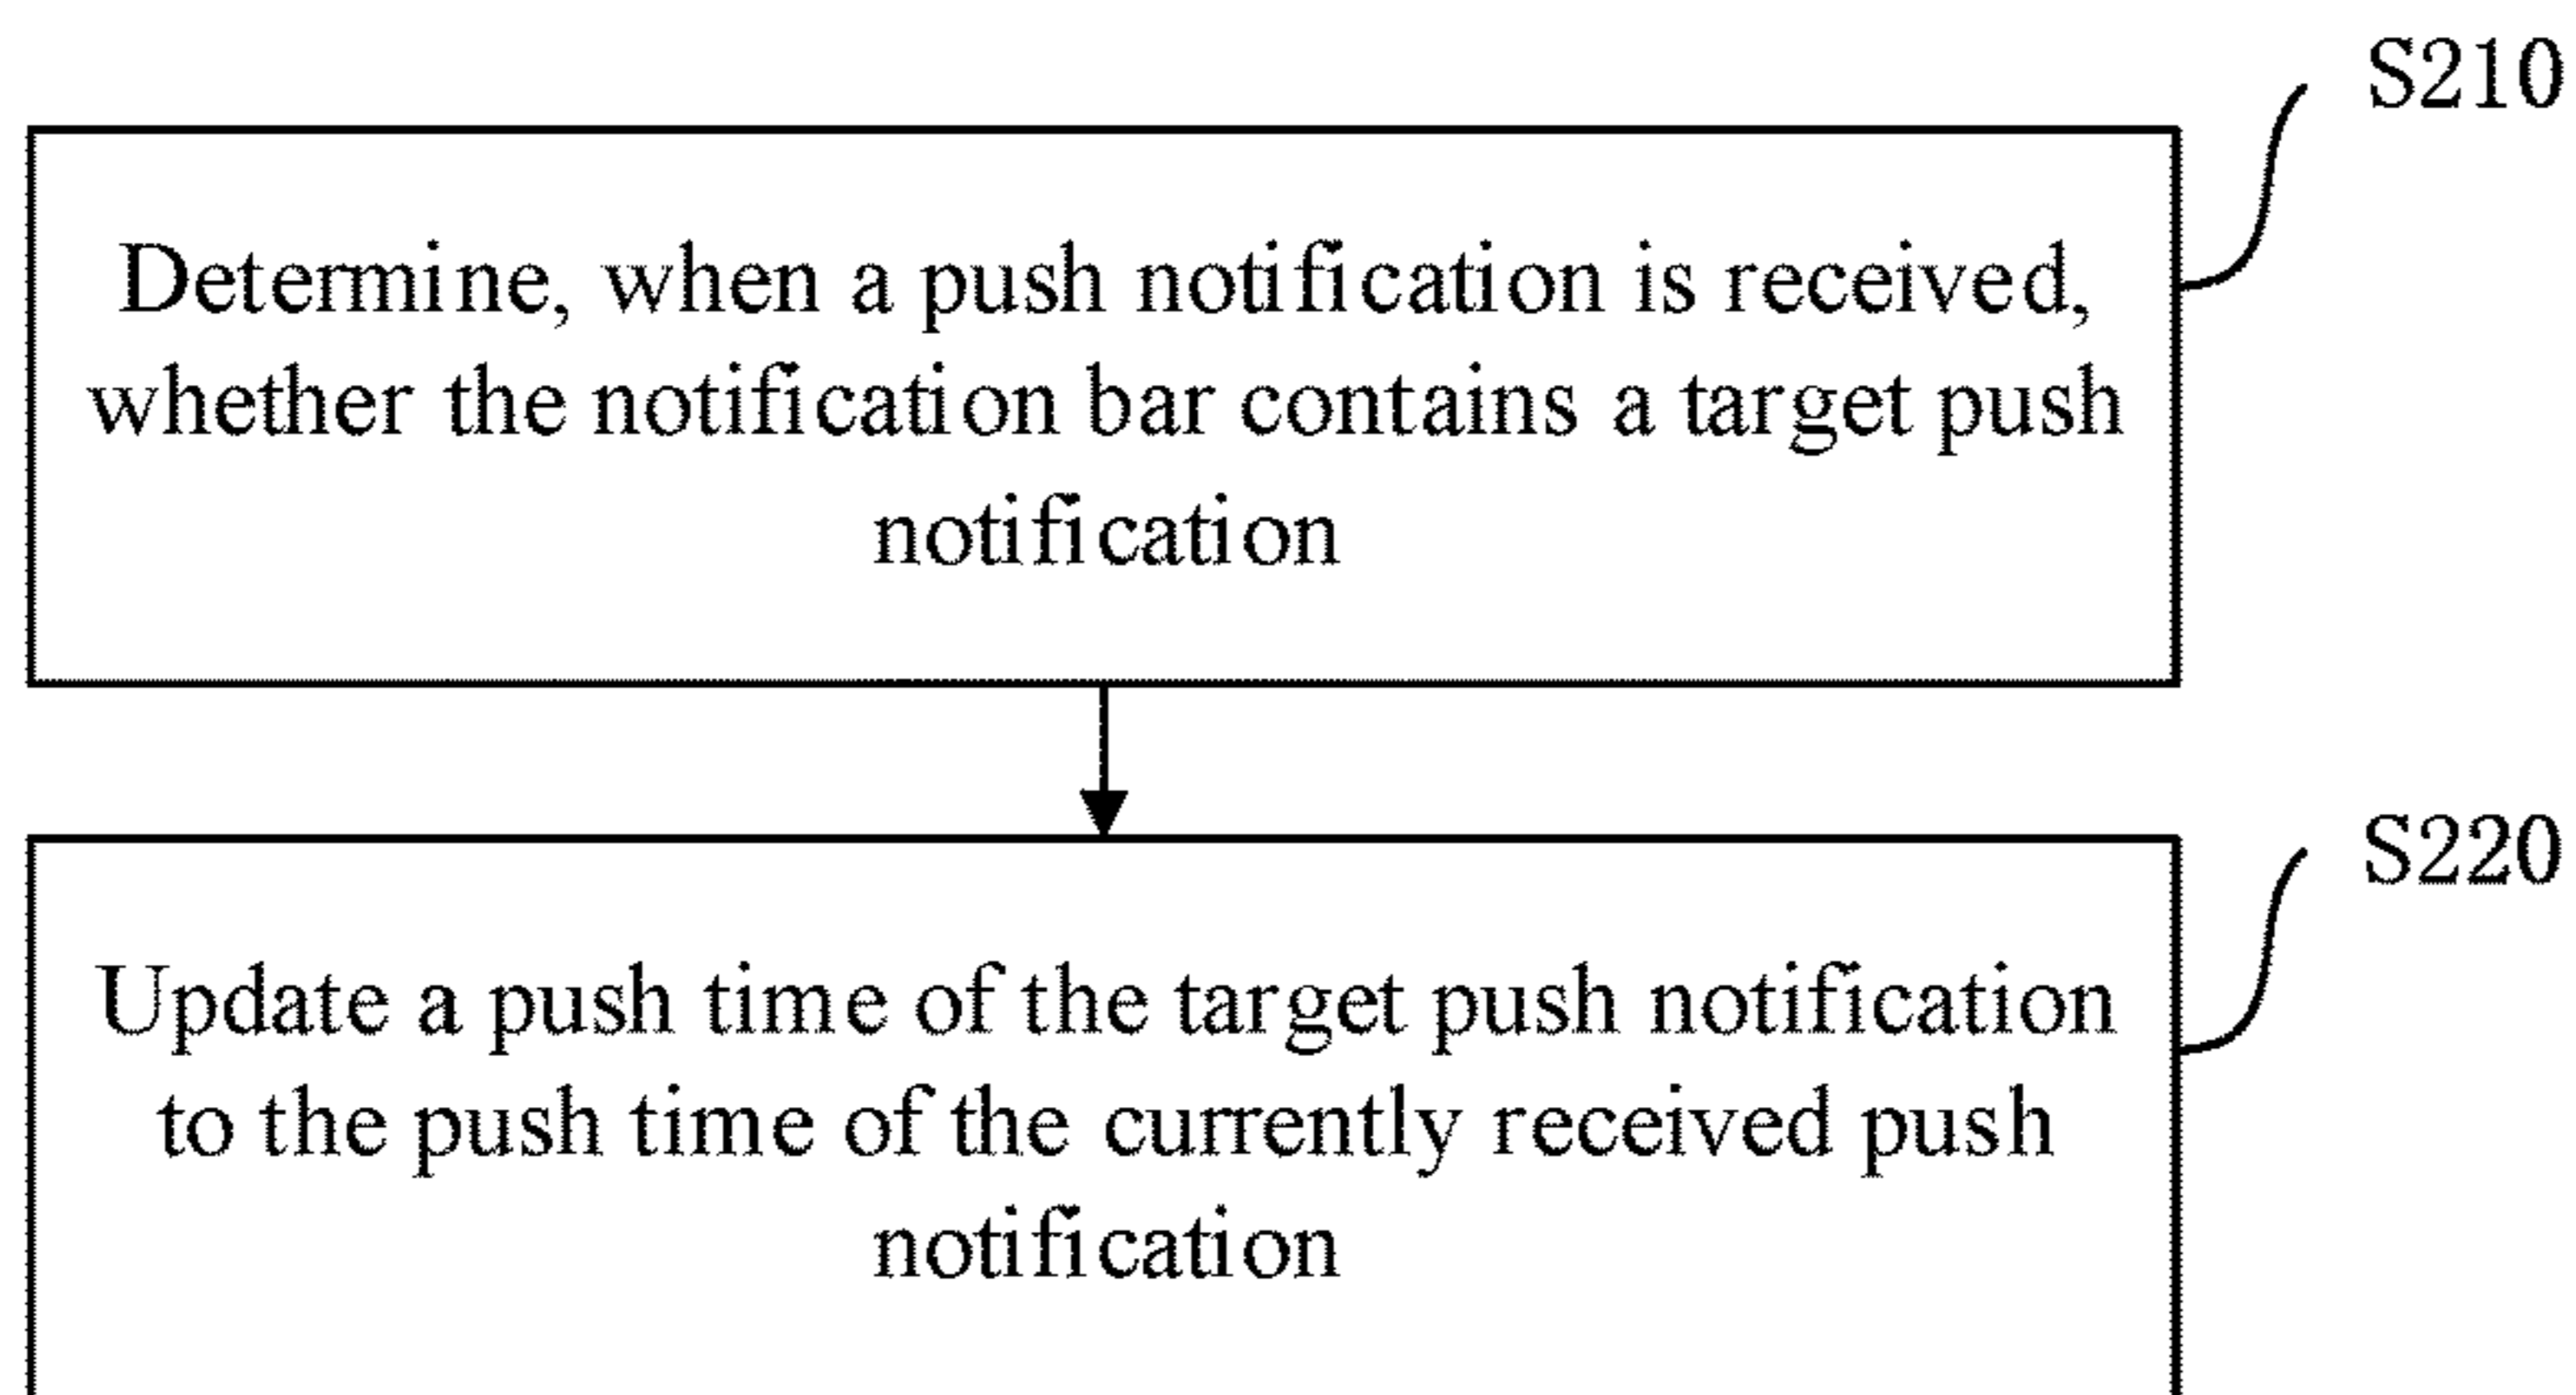 S210
Determine, when a push notification is received,
whether the notification bar contains a target push
notification
S220
Update a push time of the target push notification
to the push time of the currently received push
notification